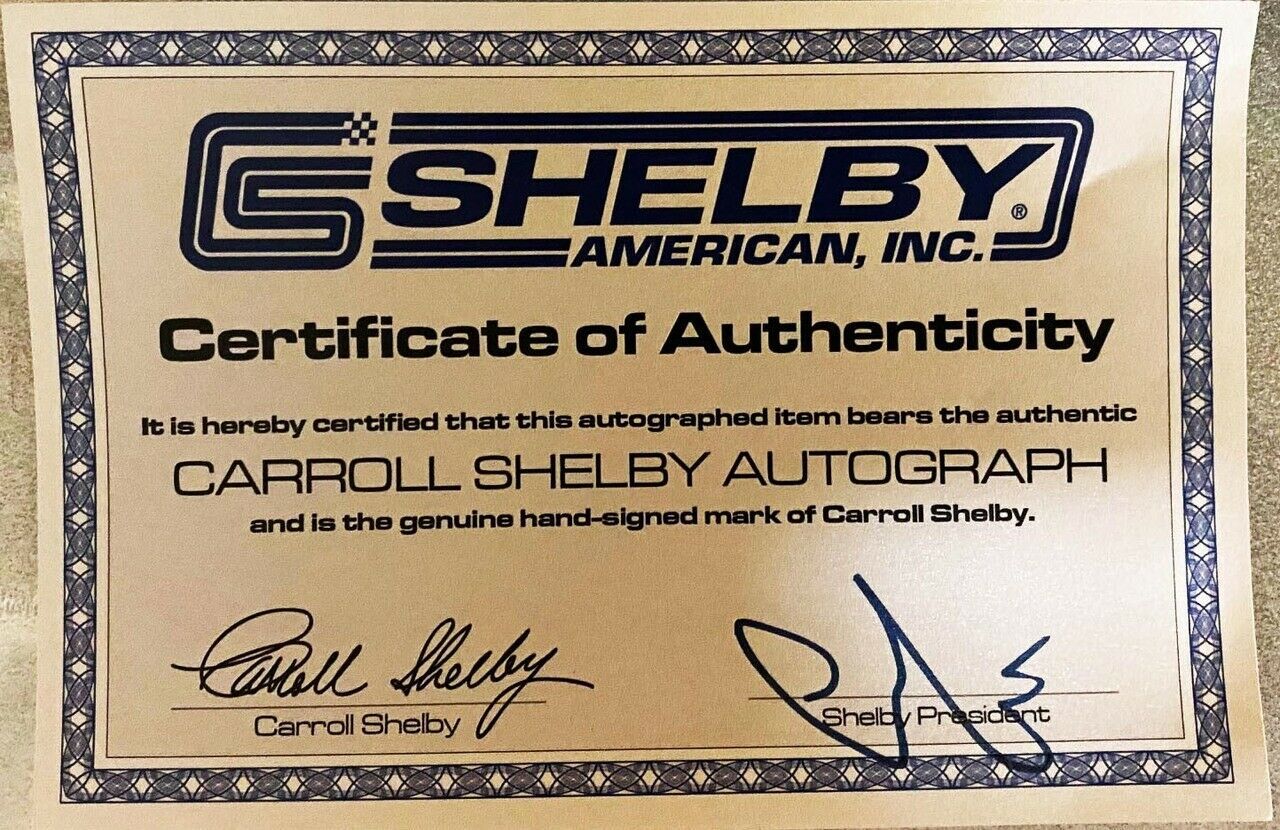 CS SHELBY®
AMERICAN, INC.
Certificate of Authenticity
It is hereby certified that this autographed item bears the authentic
CARROLL SHELBY AUTOGRAPH
and is the genuine hand-signed mark of Carroll Shelby.
Carroll Shelby
Carroll Shelby
Shelby President